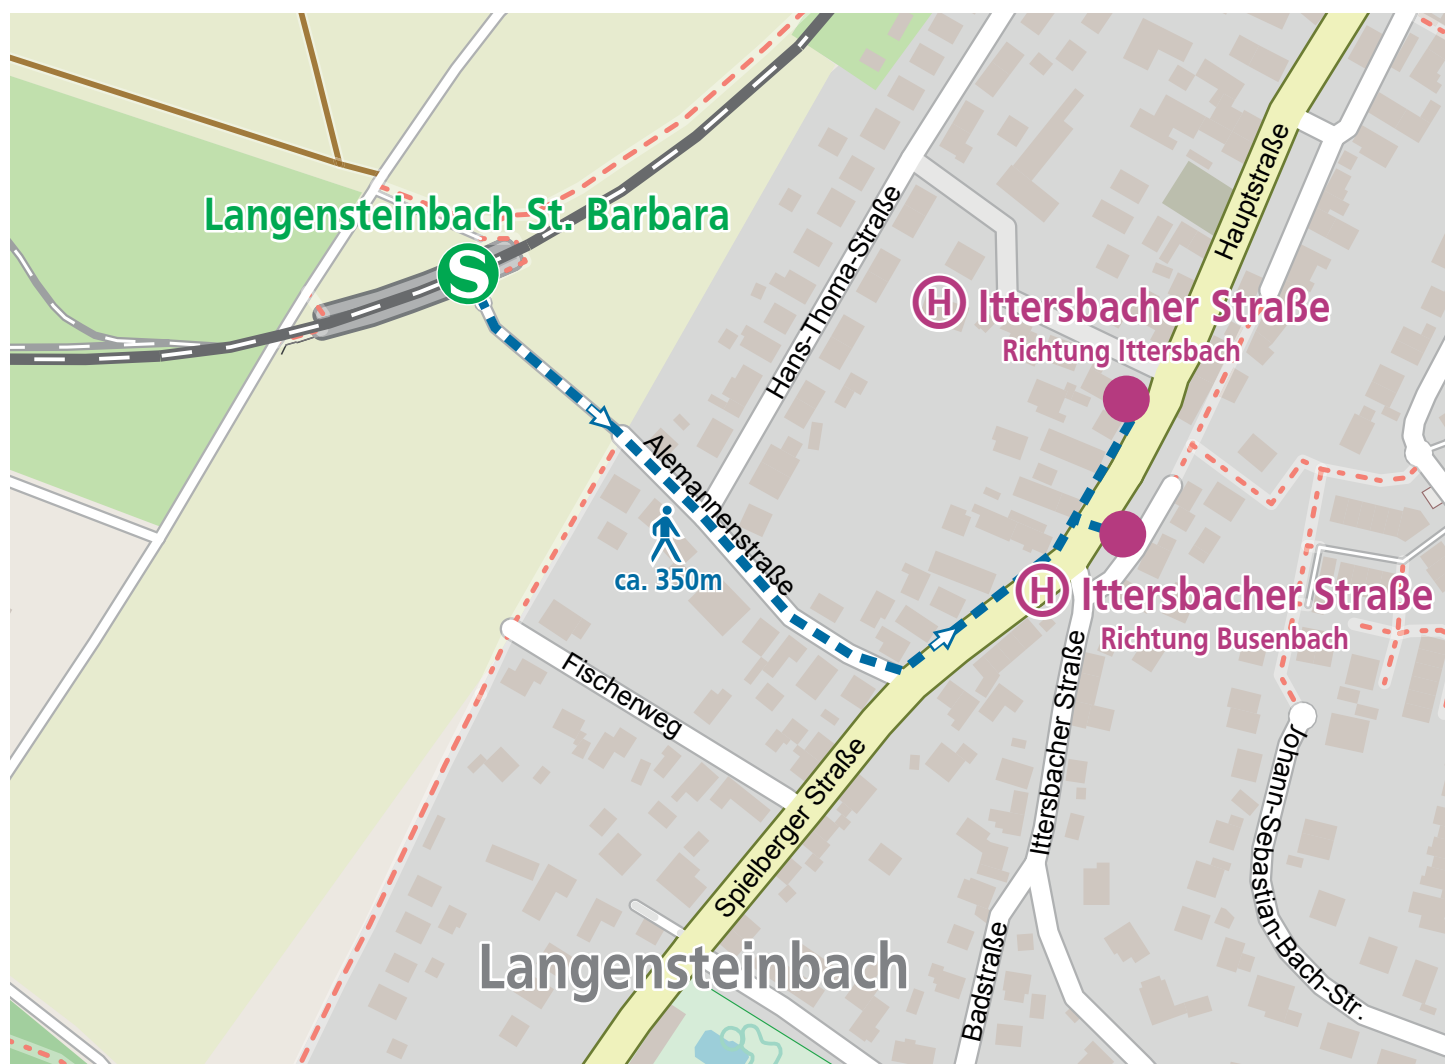 Langensteinbach St. Barbara
S
Hauptstraße
Hans-Thoma-Straße
H Ittersbacher Straße
Richtung Ittersbach
Alemannenstraße
ca. 350m
H Ittersbacher Straße
Richtung Busenbach
Fischerweg
Ittersbacher Straße
Spielberger Straße
Johann-Sebastian-Bach-Str.
Langensteinbach
Badstraße